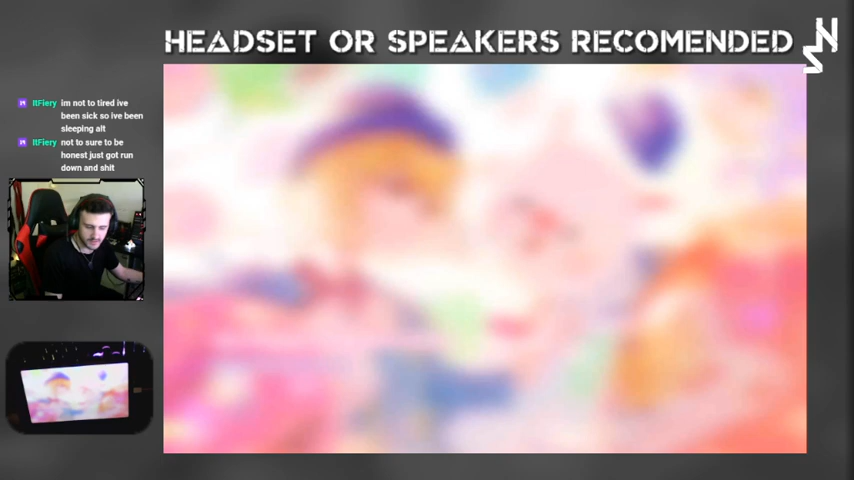 HEADSET OR SPEAKERS RECOMENDED
ItFiery im not to tired ive
been sick so ive been
sleeping alt
ItFiery not to sure to be
honest just got run
down and shit